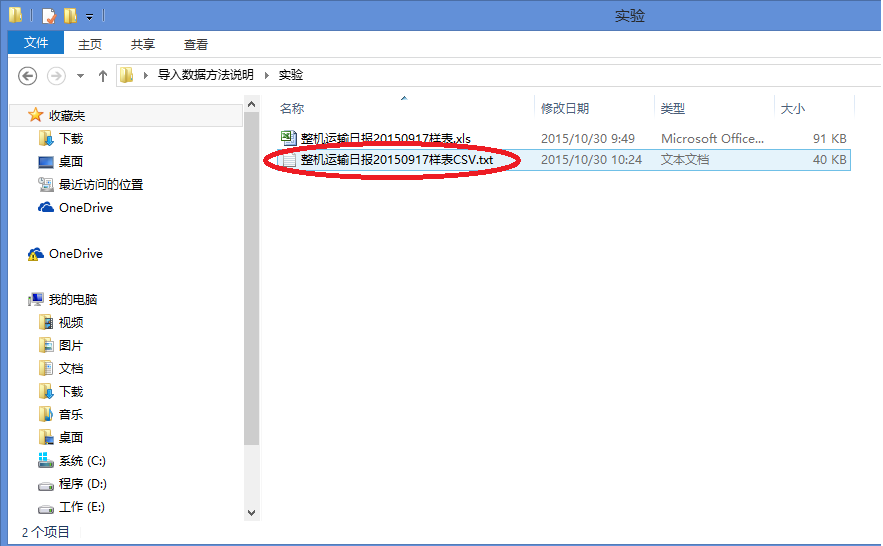 实验
文件 主页 共享 查看
导入数据方法说明 实验
收藏夹
下载
桌面
最近访问的位置
OneDrive
OneDrive
我的电脑
视频
图片
文档
下载
音乐
桌面
系统 (C:)
程序 (D:)
工作 (E:)
名称 修改日期 类型 大小
整机运输日报20150917样表.xls 2015/10/30 9:49 Microsoft Office... 91 KB
整机运输日报20150917样表CSV.txt 2015/10/30 10:24 文本文档 40 KB
2 个项目